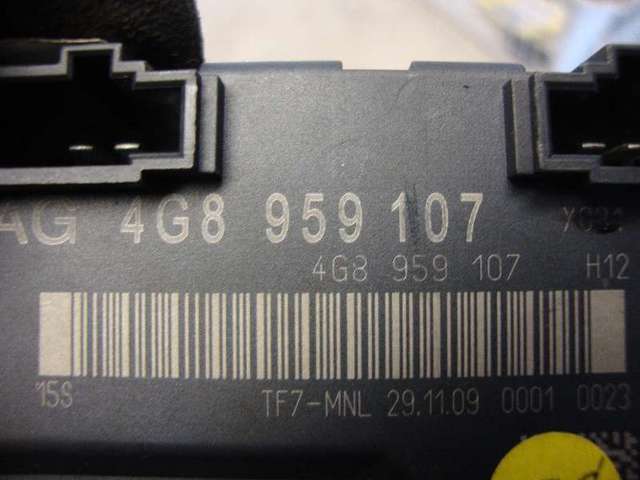 AG 4G8 959 107
4G8 959 107 H12
15S TF7-MNL 29.11.09 0001 0023